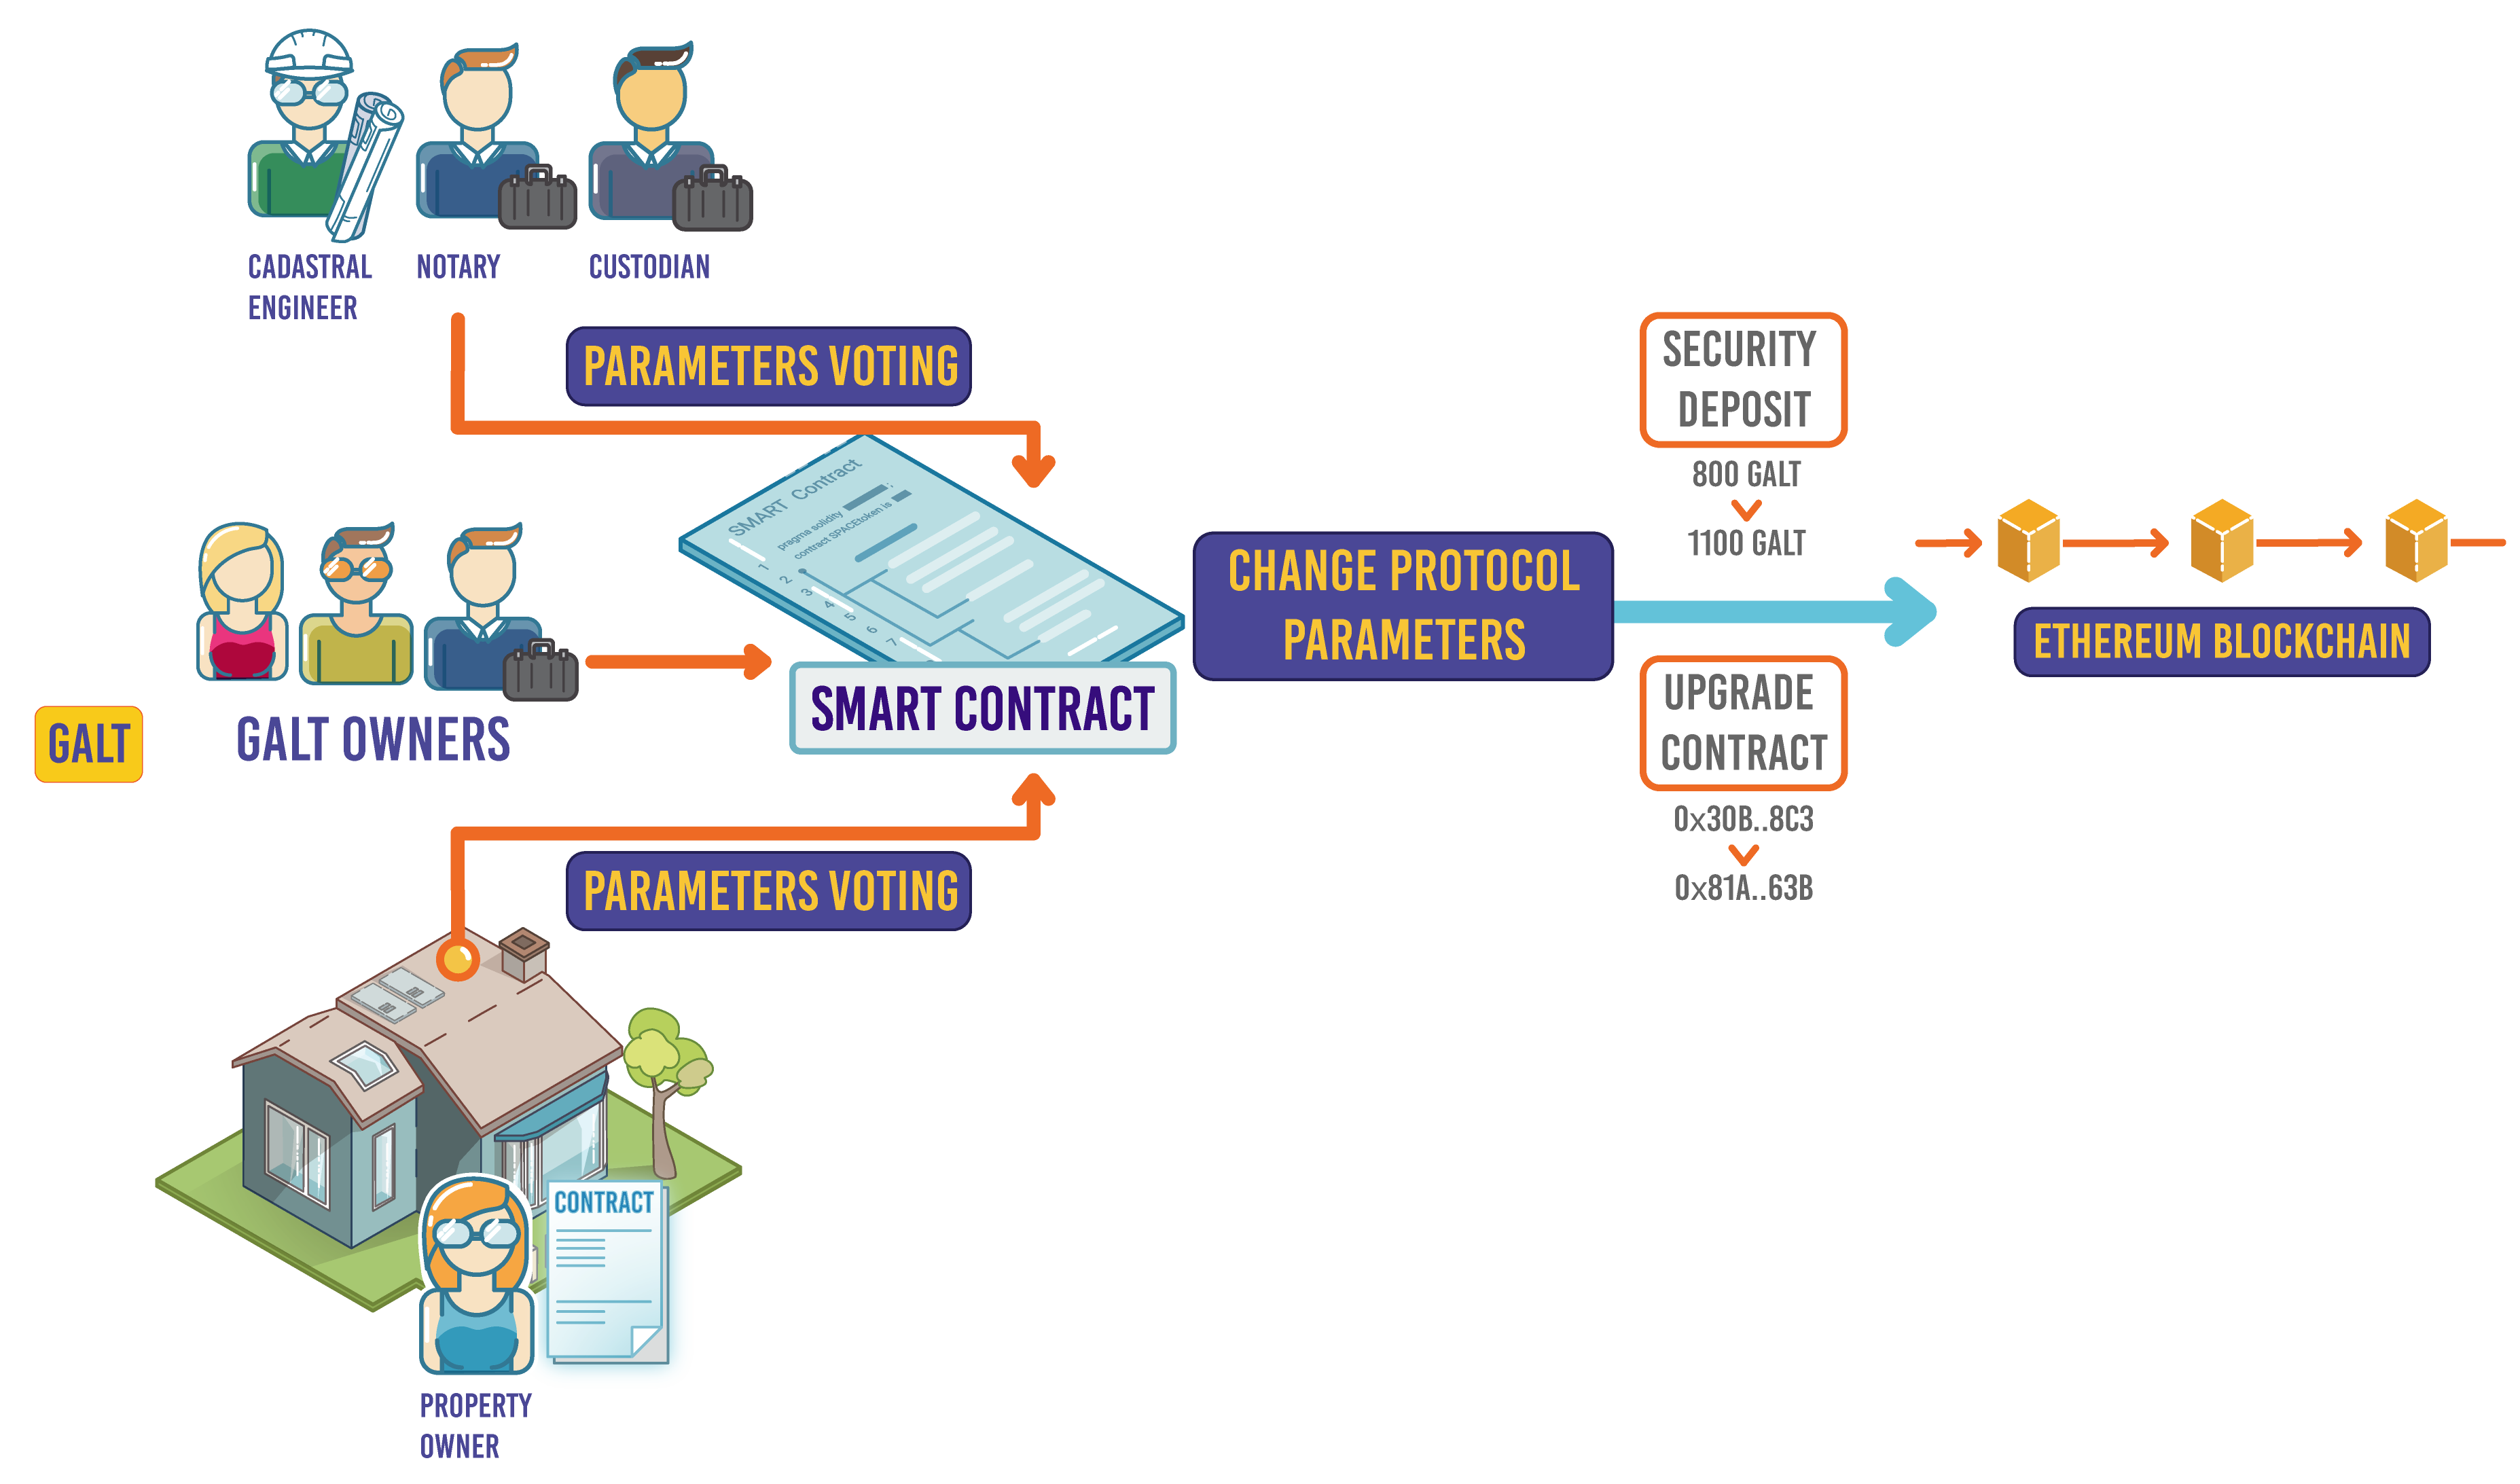 CADASTRAL
ENGINEER
NOTARY
CUSTODIAN
PARAMETERS VOTING
SMART Contract
pragma solidity ;
contract SPACEtoken is
1
2
3
4
5
6
7
SMART CONTRACT
GALT
GALT OWNERS
PARAMETERS VOTING
CONTRACT
PROPERTY
OWNER
CHANGE PROTOCOL
PARAMETERS
SECURITY
DEPOSIT
800 GALT
1100 GALT
UPGRADE
CONTRACT
0x30B..8C3
0x81A..63B
ETHEREUM BLOCKCHAIN